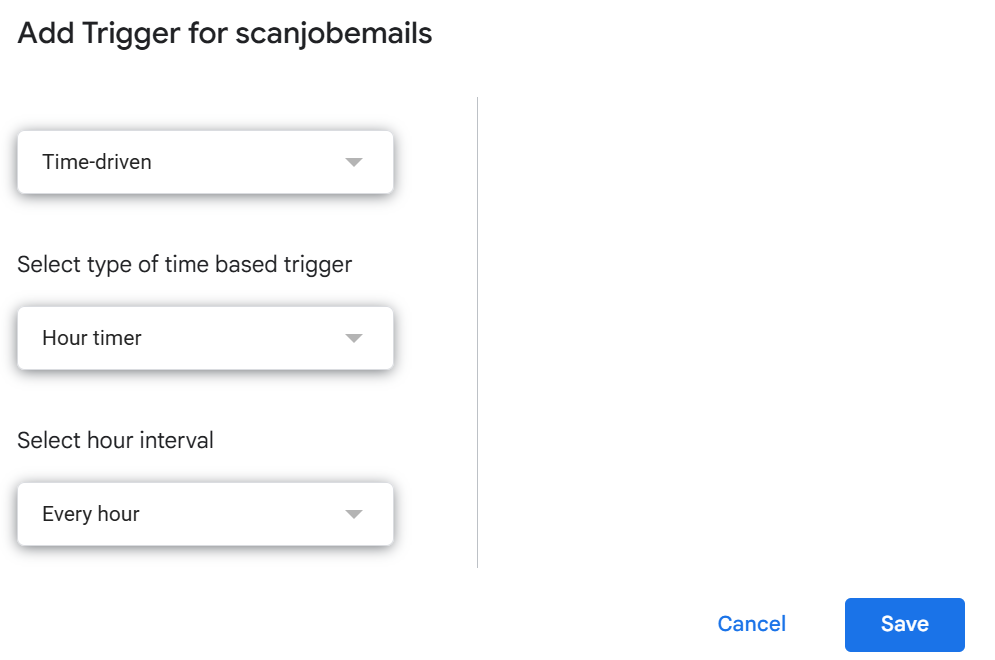 Add Trigger for scanjobemails
Time-driven
Select type of time based trigger
Hour timer
Select hour interval
Every hour
Cancel
Save